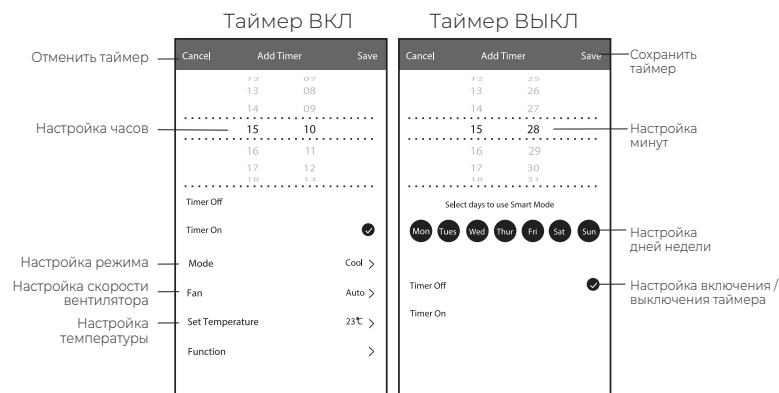 Таймер ВКЛ
Таймер ВЫКЛ
Отменить таймер
Cancel Add Timer Save
Cancel Add Timer Save
Сохранить
таймер
12 07
13 08
14 09
Настройка часов
15 10
16 11
17 12
18 13
12 25
13 26
14 27
15 28
16 29
17 30
18 31
Настройка
минут
Timer Off
Timer On
Настройка режима
Mode Cool >
Настройка скорости
вентилятора
Fan Auto >
Настройка
температуры
Set Temperature 23℃ >
Function >
Select days to use Smart Mode
Mon Tues Wed Thur Fri Sat Sun
Настройка
дней недели
Timer Off
Timer On
Настройка включения /
выключения таймера